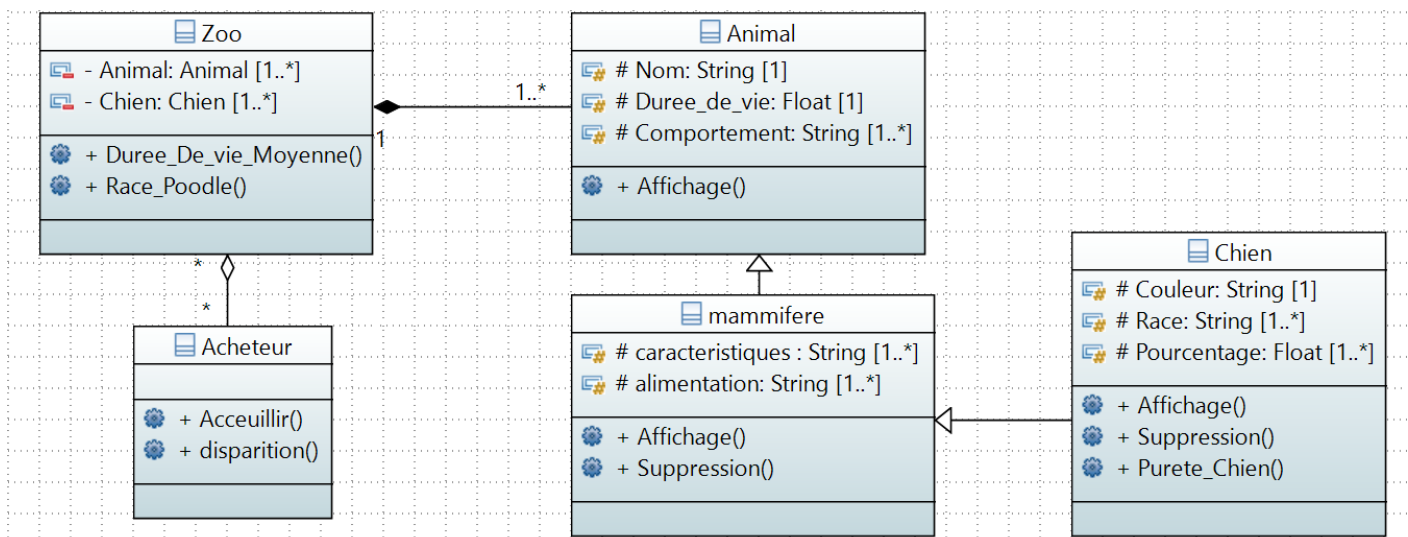 Zoo
- Animal: Animal [1..*]
- Chien: Chien [1..*]
+ Duree_De_vie_Moyenne()
+ Race_Poodle()
1..*
1
Animal
# Nom: String [1]
# Duree_de_vie: Float [1]
# Comportement: String [1..*]
+ Affichage()
*
*
Acheteur
+ Acceuillir()
+ disparition()
mammifere
# caracteristiques : String [1..*]
# alimentation: String [1..*]
+ Affichage()
+ Suppression()
Chien
# Couleur: String [1]
# Race: String [1..*]
# Pourcentage: Float [1..*]
+ Affichage()
+ Suppression()
+ Purete_Chien()